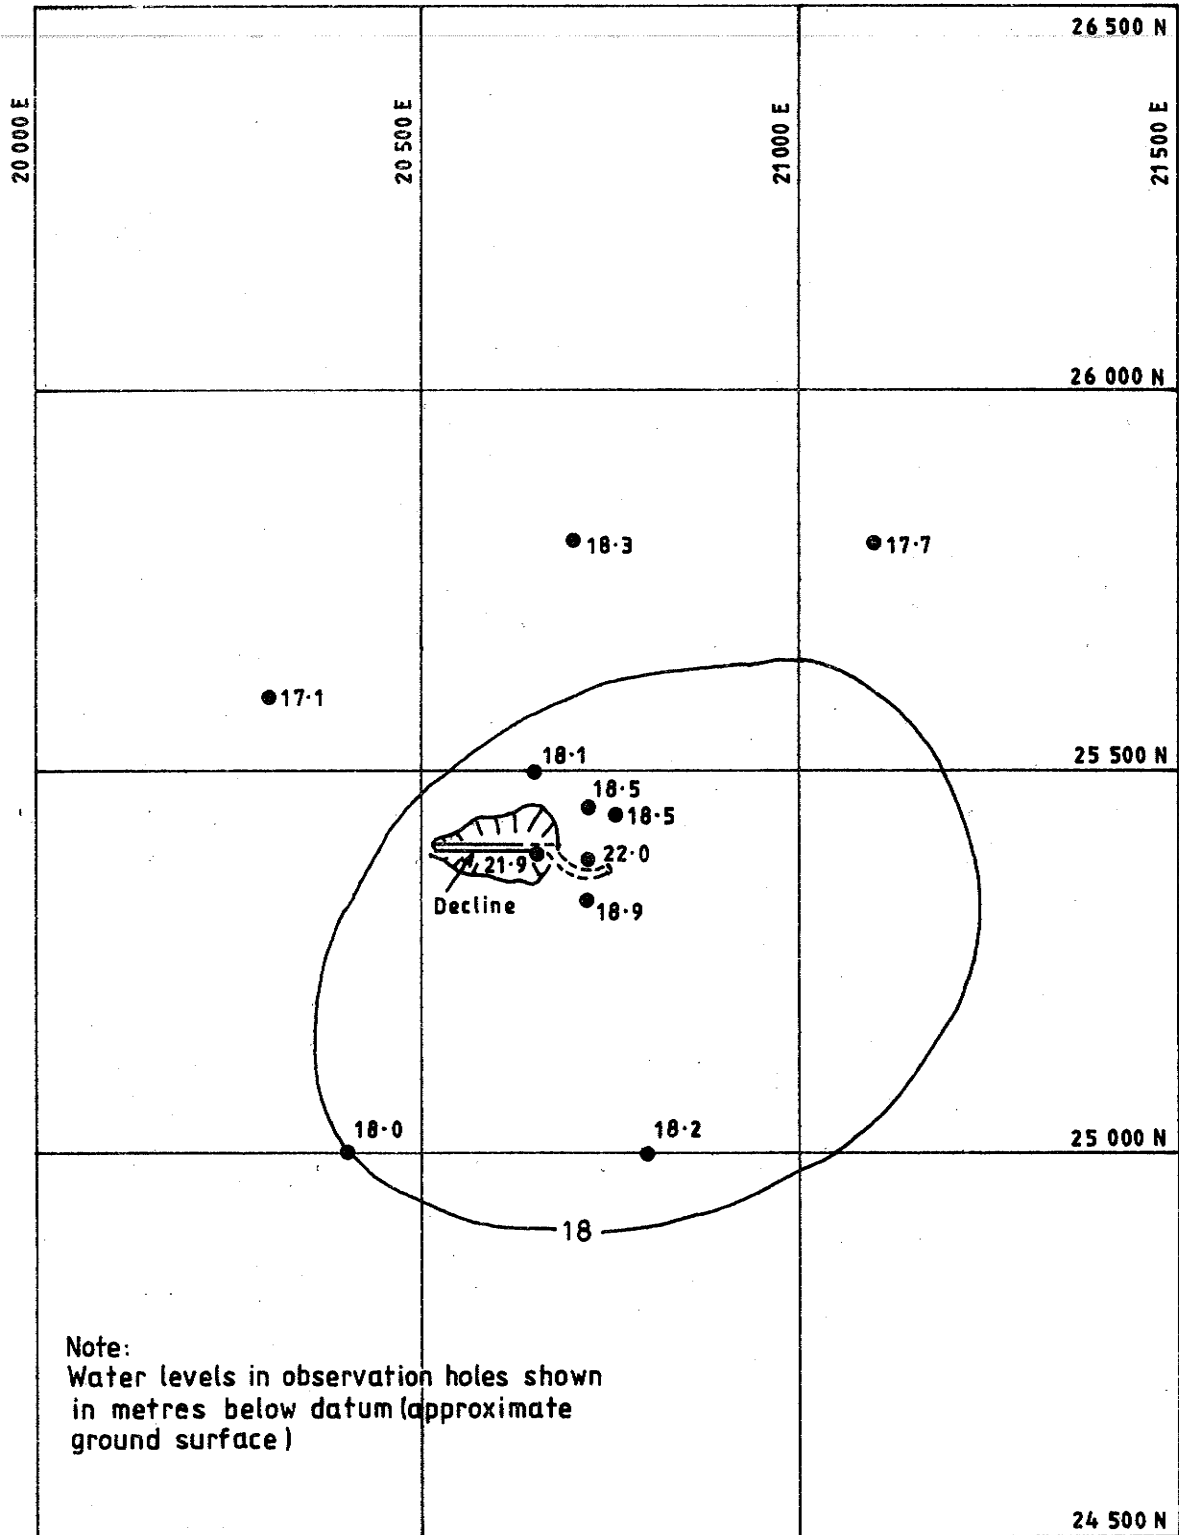 26 500 N
20 000 E
20 500 E
21 000 E
21 500 E
26 000 N
18·3
17·7
17·1
18·1
25 500 N
18·5
18·5
21·9
22·0
Decline
18·9
18·0
18·2
25 000 N
18
Note:
Water levels in observation holes shown
in metres below datum (approximate
ground surface)
24 500 N